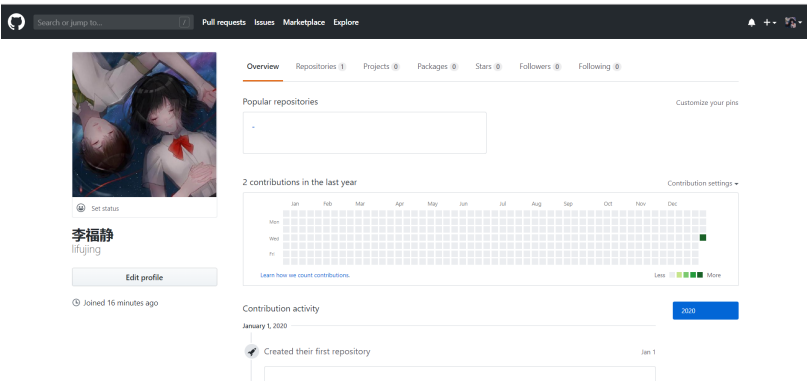 Search or jump to... /
Pull requests Issues Marketplace Explore
Overview Repositories 1 Projects 0 Packages 0 Stars 0 Followers 0 Following 0
Popular repositories
Customize your pins
-
2 contributions in the last year
Contribution settings
Jan Feb Mar Apr May Jun Jul Aug Sep Oct Nov Dec
Mon
Wed
Fri
Learn how we count contributions.
Less More
Set status
李福静
lifujing
Edit profile
Joined 16 minutes ago
Contribution activity
2020
January 1, 2020
Created their first repository
Jan 1